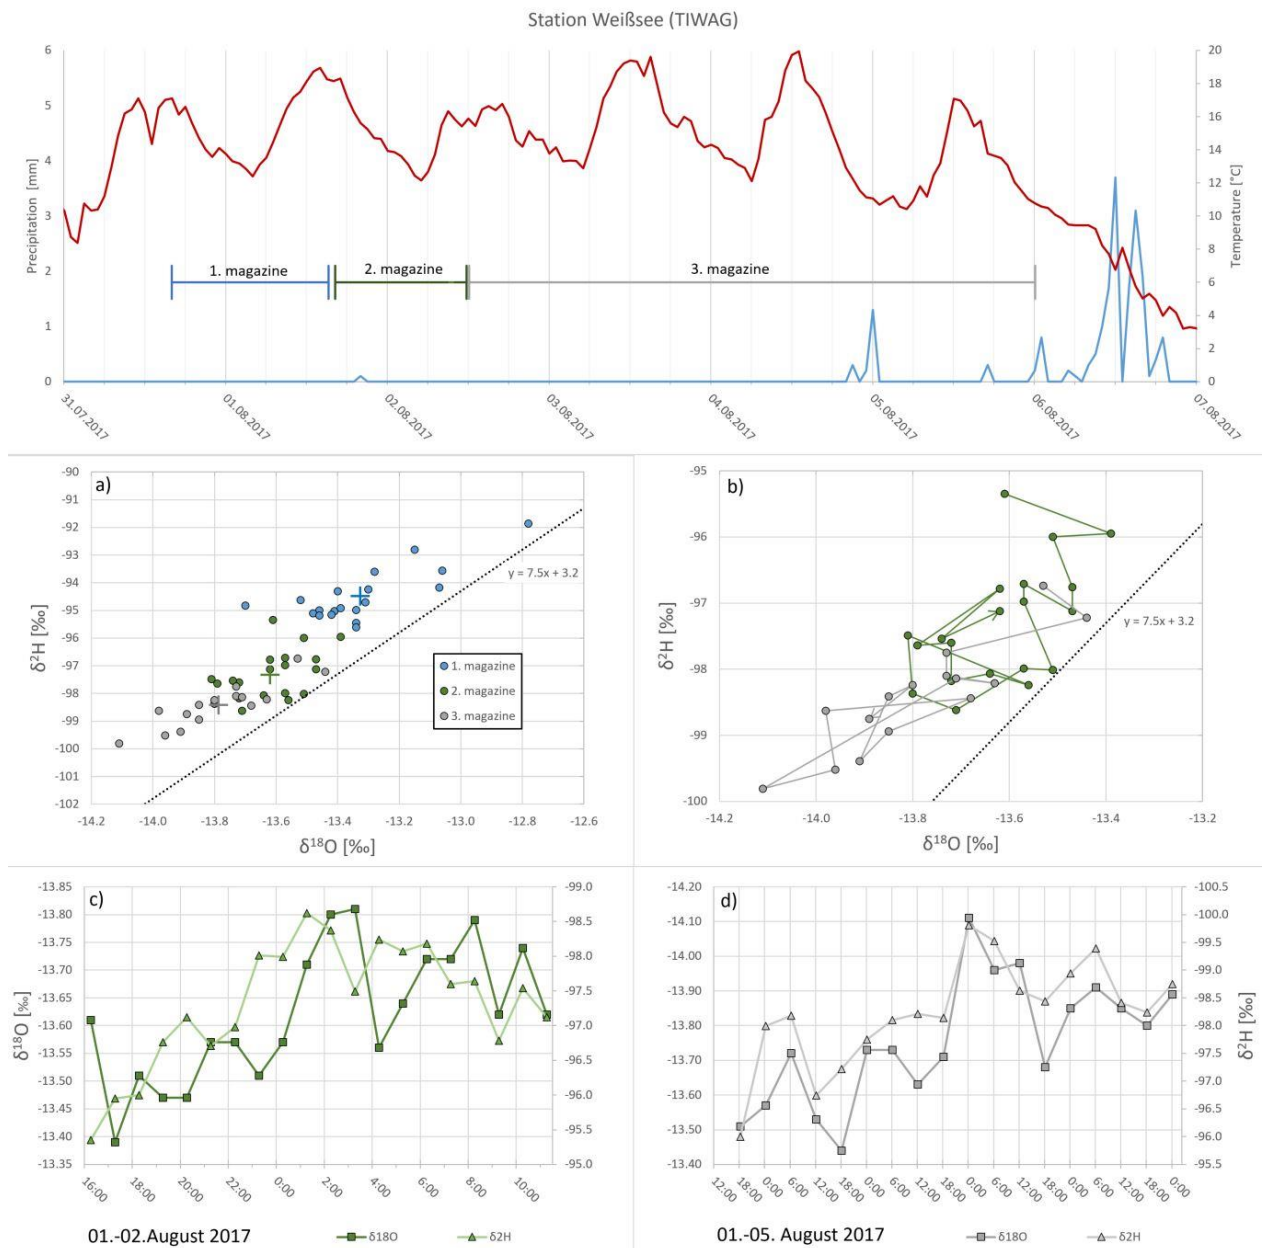 Station Weißsee (TIWAG)
Precipitation [mm]
6
5
4
3
2
1
0
1. magazine
2. magazine
3. magazine
20
18
16
14
12
10
8
6
4
2
0
Temperature [°C]
31.07.2017
01.08.2017
02.08.2017
03.08.2017
04.08.2017
05.08.2017
06.08.2017
07.08.2017
a)
δ²H [‰]
-90
-91
-92
-93
-94
-95
-96
-97
-98
-99
-100
-101
-102
y = 7.5x + 3.2
1. magazine
2. magazine
3. magazine
-14.2 -14.0 -13.8 -13.6 -13.4 -13.2 -13.0 -12.8 -12.6
δ¹⁸O [‰]
b)
δ²H [‰]
-95
-96
-97
-98
-99
-100
y = 7.5x + 3.2
-14.2 -14.0 -13.8 -13.6 -13.4 -13.2
δ¹⁸O [‰]
c)
δ¹⁸O [‰]
-13.85
-13.80
-13.75
-13.70
-13.65
-13.60
-13.55
-13.50
-13.45
-13.40
-13.35
-99.0
-98.5
-98.0
-97.5
-97.0
-96.5
-96.0
-95.5
-95.0
16:00 18:00 20:00 22:00 0:00 2:00 4:00 6:00 8:00 10:00
01.-02.August 2017
δ18O
δ2H
d)
-14.20
-14.10
-14.00
-13.90
-13.80
-13.70
-13.60
-13.50
-13.40
-100.5
-100.0
-99.5
-99.0
-98.5
-98.0
-97.5
-97.0
-96.5
-96.0
-95.5
δ²H [‰]
12:00 18:00 0:00 6:00 12:00 18:00 0:00 6:00 12:00 18:00 0:00 6:00 12:00 18:00 0:00 6:00 12:00 18:00 0:00
01.-05. August 2017
δ18O
δ2H